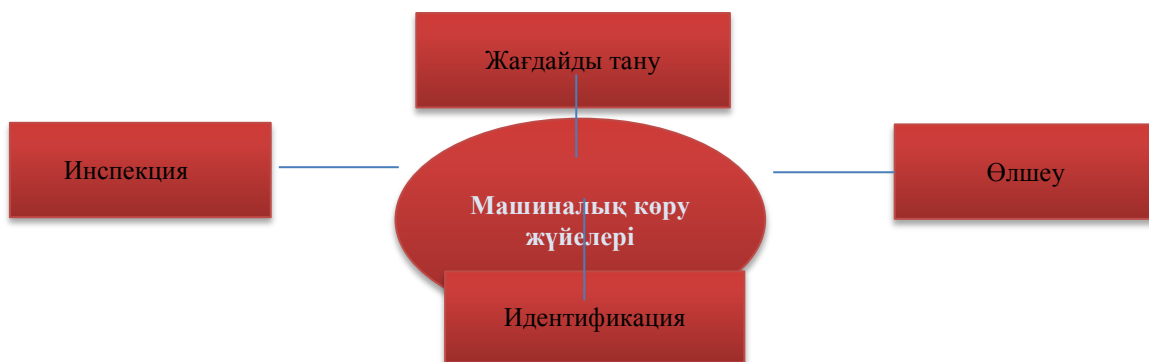 Жағдайды тану
Инспекция
Өлшеу
Машиналық көру
жүйелері
Идентификация